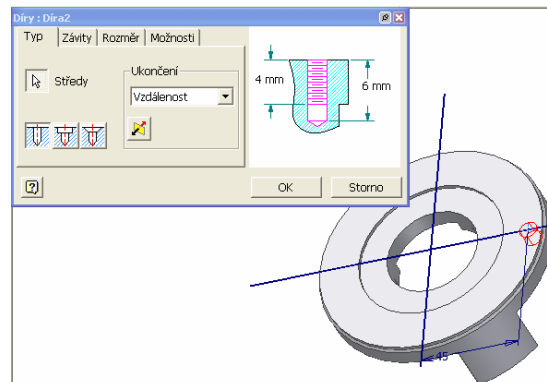 Díry : Díra2
Typ
Závity
Rozměr
Možnosti
Středy
Ukončení
Vzdálenost
4 mm
6 mm
OK
Storno
45